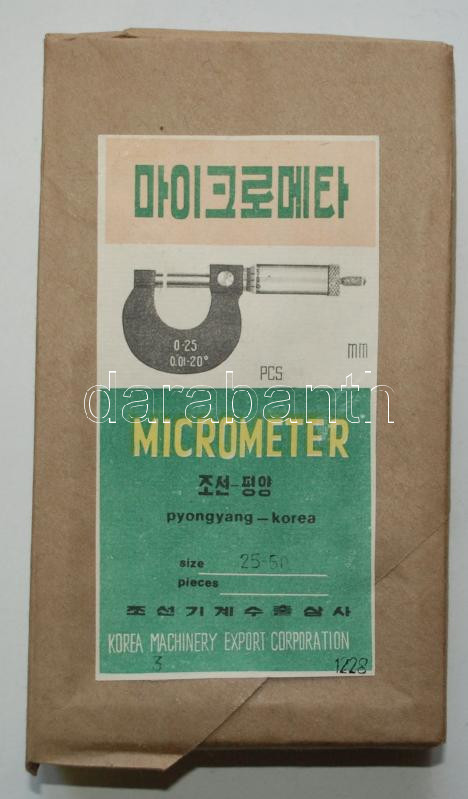 마이크로메타
0-25
0.01-20°
mm
PCS
darabanth
MICROMETER
조선-평양
pyongyang-korea
size 25-50
pieces
조선기계수출상사
KOREA MACHINERY EXPORT CORPORATION
3 1228